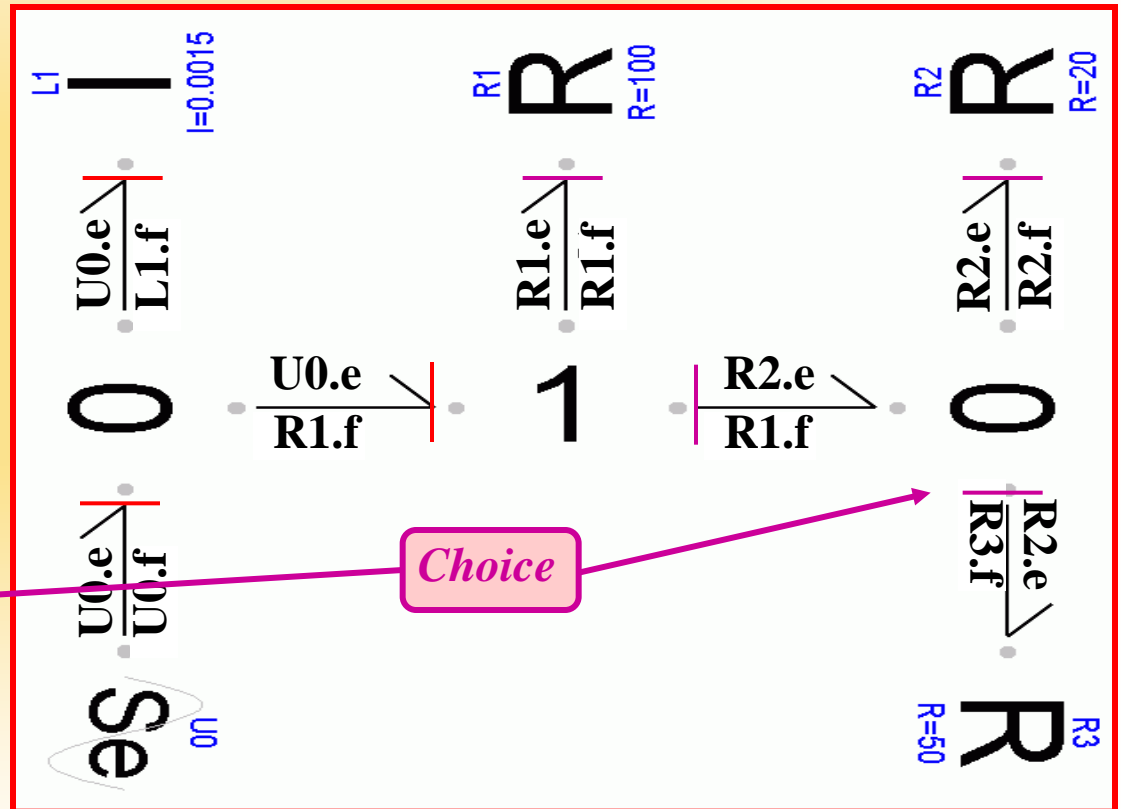 L1
I
I=0.0015
R1
R
R=100
R2
R
R=20
U0.e
L1.f
R1.e
R1.f
R2.e
R2.f
0
U0.e
R1.f
1
R2.e
R1.f
0
U0.e
U0.f
Choice
R3.f
R2.e
Se
U0
R=50
R
R3